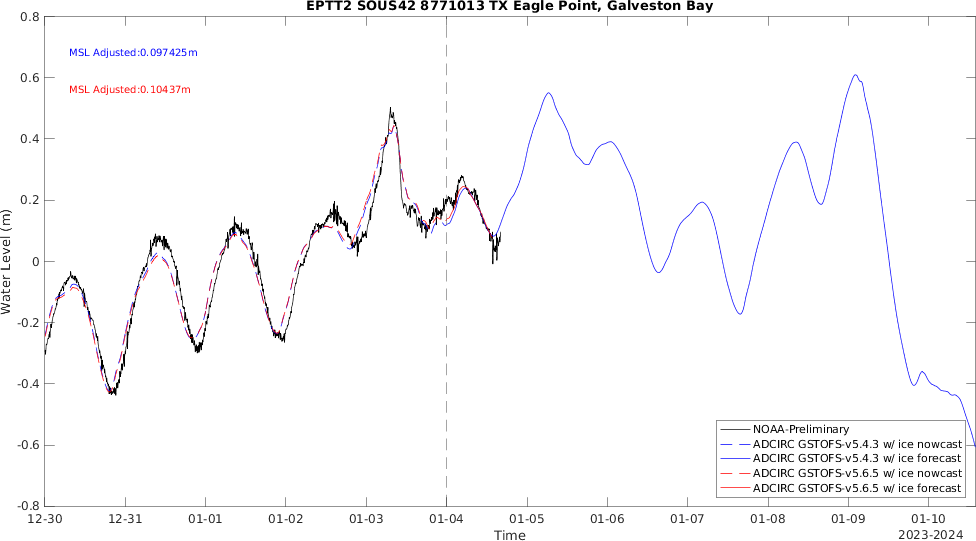 EPTT2 SOUS42 8771013 TX Eagle Point, Galveston Bay
0.8
0.6
0.4
0.2
0
-0.2
-0.4
-0.6
-0.8
Water Level (m)
MSL Adjusted:0.097425m
MSL Adjusted:0.10437m
NOAA-Preliminary
ADCIRC GSTOFS-v5.4.3 w/ ice nowcast
ADCIRC GSTOFS-v5.4.3 w/ ice forecast
ADCIRC GSTOFS-v5.6.5 w/ ice nowcast
ADCIRC GSTOFS-v5.6.5 w/ ice forecast
12-30 12-31 01-01 01-02 01-03 01-04 01-05 01-06 01-07 01-08 01-09 01-10
2023-2024
Time